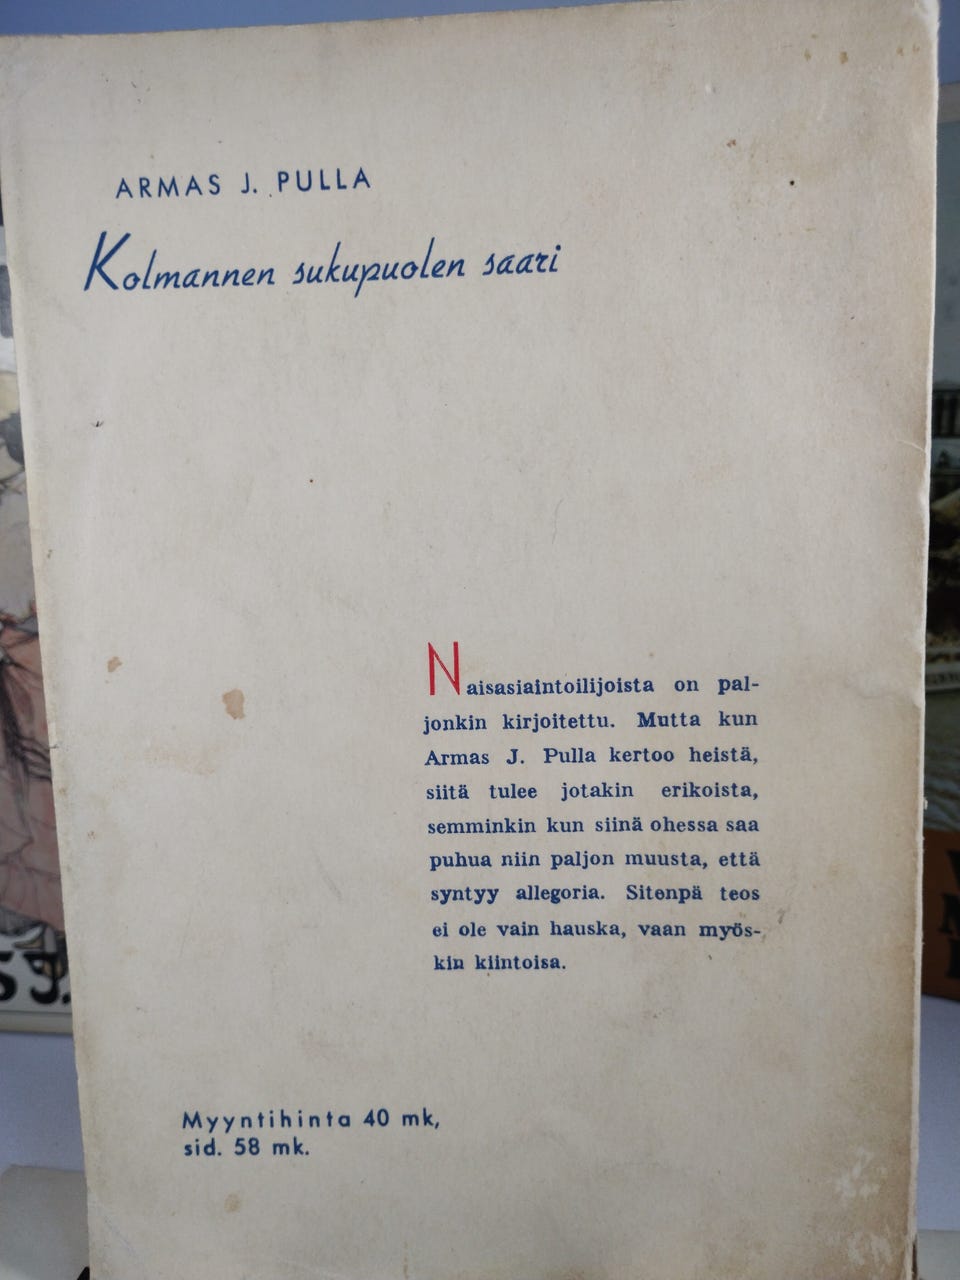 ARMAS J. PULLA
Kolmannen sukupuolen saari
Naisasiaintoilijoista on pal-
jonkin kirjoitettu. Mutta kun
Armas J. Pulla kertoo heistä,
siitä tulee jotakin erikoista,
semminkin kun siinä ohessa saa
puhua niin paljon muusta, että
syntyy allegoria. Sitenpä teos
ei ole vain hauska, vaan myös-
kin kiintoisa.
Myyntihinta 40 mk,
sid. 58 mk.